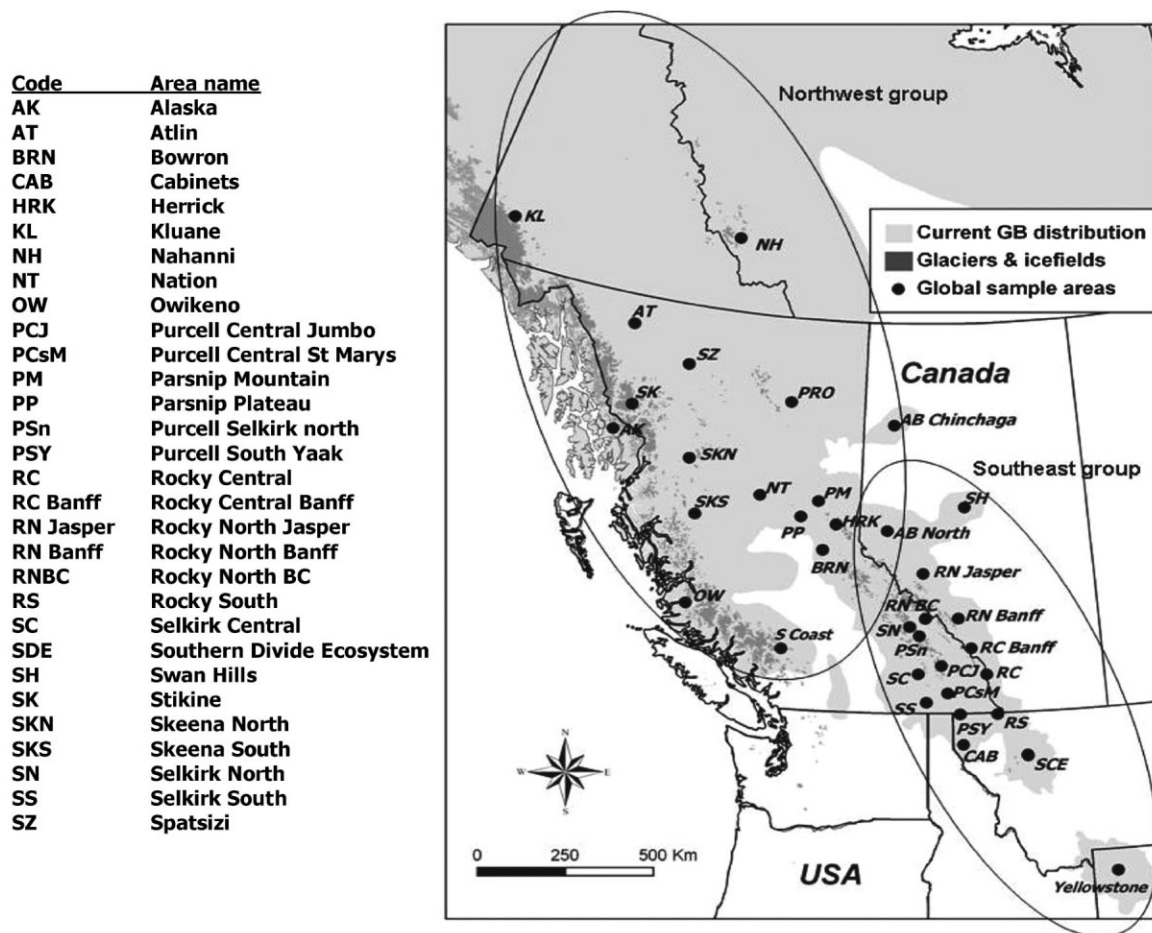 Code Area name
AK Alaska
AT Atlin
BRN Bowron
CAB Cabinets
HRK Herrick
KL Kluane
NH Nahanni
NT Nation
OW Owikeno
PCJ Purcell Central Jumbo
PCsM Purcell Central St Marys
PM Parsnip Mountain
PP Parsnip Plateau
PSn Purcell Selkirk north
PSY Purcell South Yaak
RC Rocky Central
RC Banff Rocky Central Banff
RN Jasper Rocky North Jasper
RN Banff Rocky North Banff
RNBC Rocky North BC
RS Rocky South
SC Selkirk Central
SDE Southern Divide Ecosystem
SH Swan Hills
SK Stikine
SKN Skeena North
SKS Skeena South
SN Selkirk North
SS Selkirk South
SZ Spatsizi
Northwest group
KL
NH
Current GB distribution
Glaciers & icefields
Global sample areas
AT
SZ
Canada
SK
PRO
AB Chinchaga
AK
SKN
Southeast group
NT
PM
SH
SKS
PP
HRK
AB North
BRN
RN Jasper
OW
RN BC
RN Banff
SN
S Coast
PSn
RC Banff
SC
PCJ
RC
PCsM
SS
PSY
RS
CAB
SCE
N
W
E
S
0 250 500 Km
USA
Yellowstone